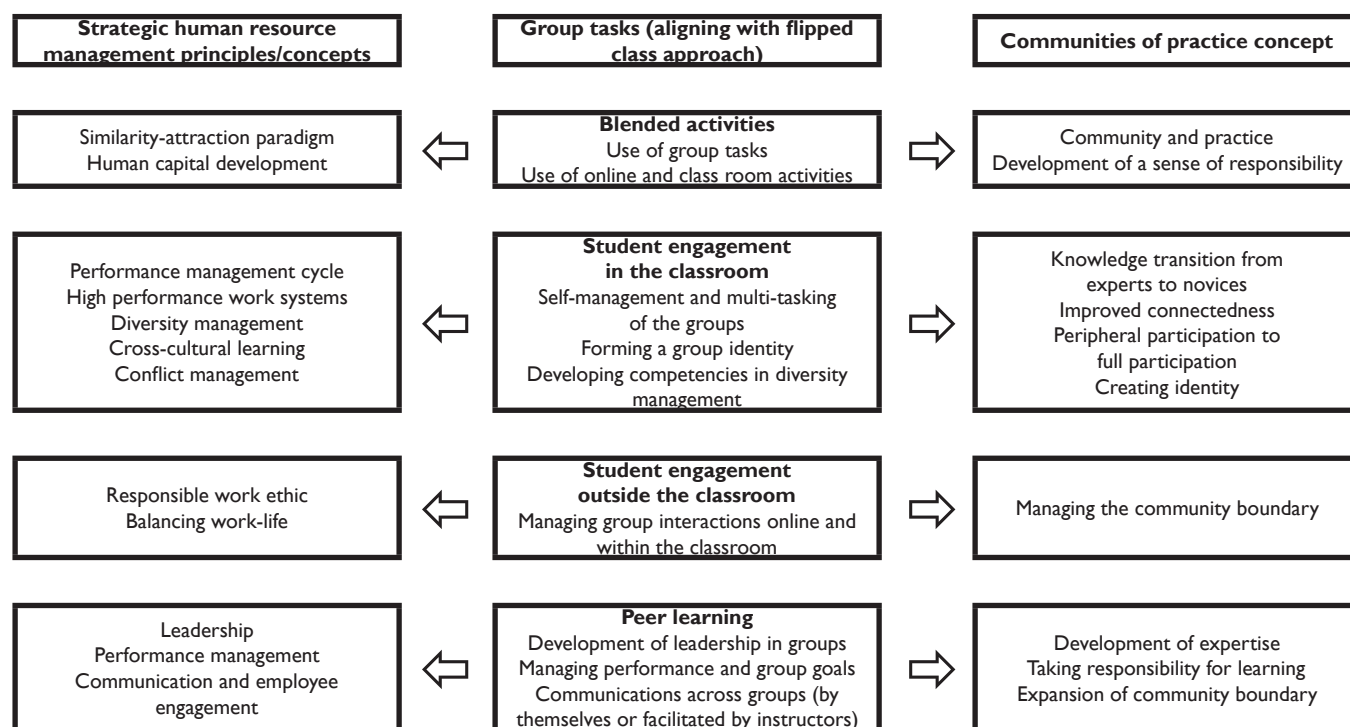 Strategic human resource
management principles/concepts
Group tasks (aligning with flipped
class approach)
Communities of practice concept
Similarity-attraction paradigm
Human capital development
Blended activities
Use of group tasks
Use of online and class room activities
Community and practice
Development of a sense of responsibility
Performance management cycle
High performance work systems
Diversity management
Cross-cultural learning
Conflict management
Student engagement
in the classroom
Self-management and multi-tasking
of the groups
Forming a group identity
Developing competencies in diversity
management
Knowledge transition from
experts to novices
Improved connectedness
Peripheral participation to
full participation
Creating identity
Responsible work ethic
Balancing work-life
Student engagement
outside the classroom
Managing group interactions online and
within the classroom
Managing the community boundary
Leadership
Performance management
Communication and employee
engagement
Peer learning
Development of leadership in groups
Managing performance and group goals
Communications across groups (by
themselves or facilitated by instructors)
Development of expertise
Taking responsibility for learning
Expansion of community boundary